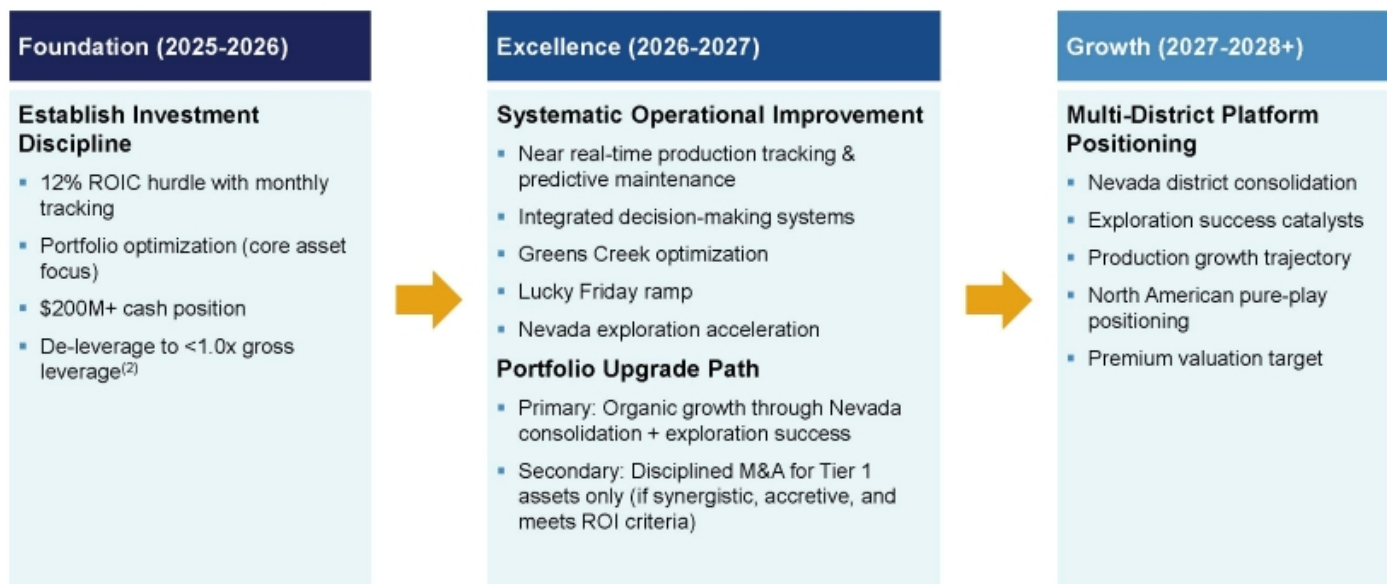 Foundation (2025-2026)
Establish Investment
Discipline
▪ 12% ROIC hurdle with monthly
tracking
▪ Portfolio optimization (core asset
focus)
▪ $200M+ cash position
▪ De-leverage to <1.0x gross
leverage(2)
Excellence (2026-2027)
Systematic Operational Improvement
▪ Near real-time production tracking &
predictive maintenance
▪ Integrated decision-making systems
▪ Greens Creek optimization
▪ Lucky Friday ramp
▪ Nevada exploration acceleration
Portfolio Upgrade Path
▪ Primary: Organic growth through Nevada
consolidation + exploration success
▪ Secondary: Disciplined M&A for Tier 1
assets only (if synergistic, accretive, and
meets ROI criteria)
Growth (2027-2028+)
Multi-District Platform
Positioning
▪ Nevada district consolidation
▪ Exploration success catalysts
▪ Production growth trajectory
▪ North American pure-play
positioning
▪ Premium valuation target